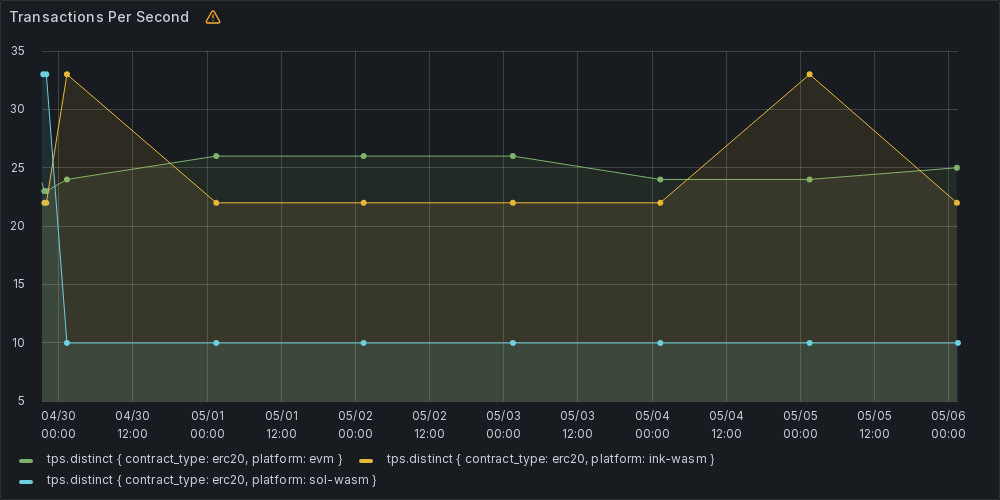 Transactions Per Second
35
30
25
20
15
10
5
04/30 04/30 05/01 05/01 05/02 05/02 05/03 05/03 05/04 05/04 05/05 05/05 05/06
00:00 12:00 00:00 12:00 00:00 12:00 00:00 12:00 00:00 12:00 00:00 12:00 00:00
tps.distinct { contract_type: erc20, platform: evm } tps.distinct { contract_type: erc20, platform: ink-wasm }
tps.distinct { contract_type: erc20, platform: sol-wasm }